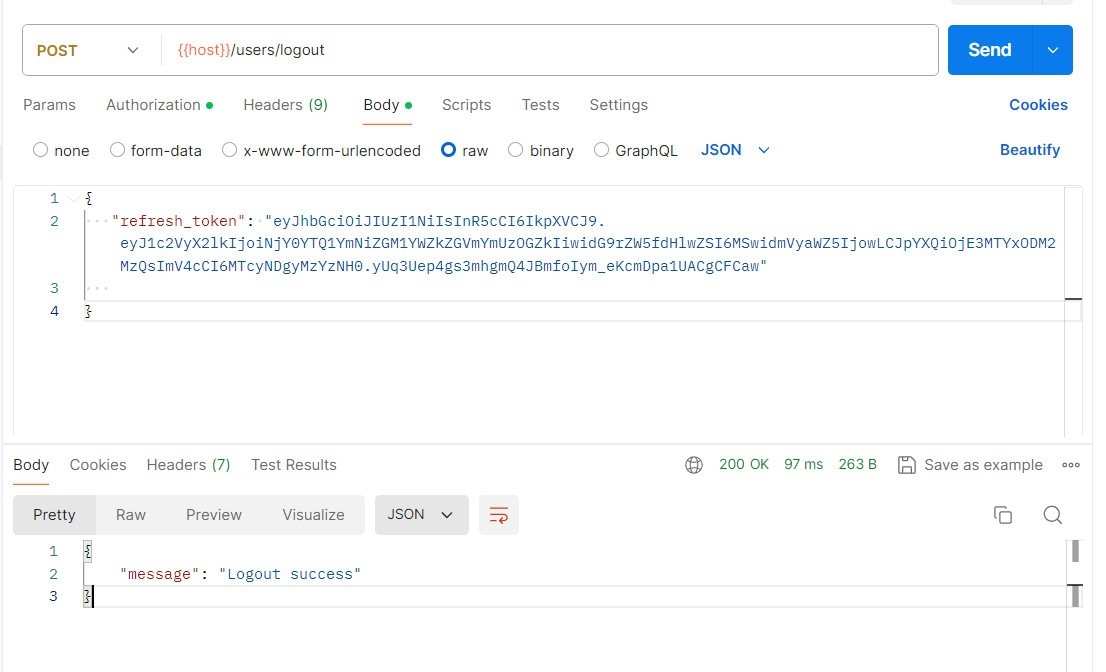 POST {{host}}/users/logout Send
Params Authorization Headers (9) Body Scripts Tests Settings Cookies
none form-data x-www-form-urlencoded raw binary GraphQL JSON Beautify
1 {
2 "refresh_token": "eyJhbGciOiJIUzI1NiIsInR5cCI6IkpXVCJ9.
eyJ1c2VyX2lkIjoiNjY0YTQ1YmNiZGM1YWZkZGVmYmUzOGZkIiwidG9rZW5fdHlwZSI6MSwidmVyaWZ5IjowLCJpYXQiOjE3MTYxODM2
MzQsImV4cCI6MTcyNDgyMzYzNH0.yUq3Uep4gs3mhgmQ4JBmfoIym_eKcmDpa1UACgCFCaw"
3
4 }
Body Cookies Headers (7) Test Results 200 OK 97 ms 263 B Save as example
Pretty Raw Preview Visualize JSON
1 {
2 "message": "Logout success"
3 }